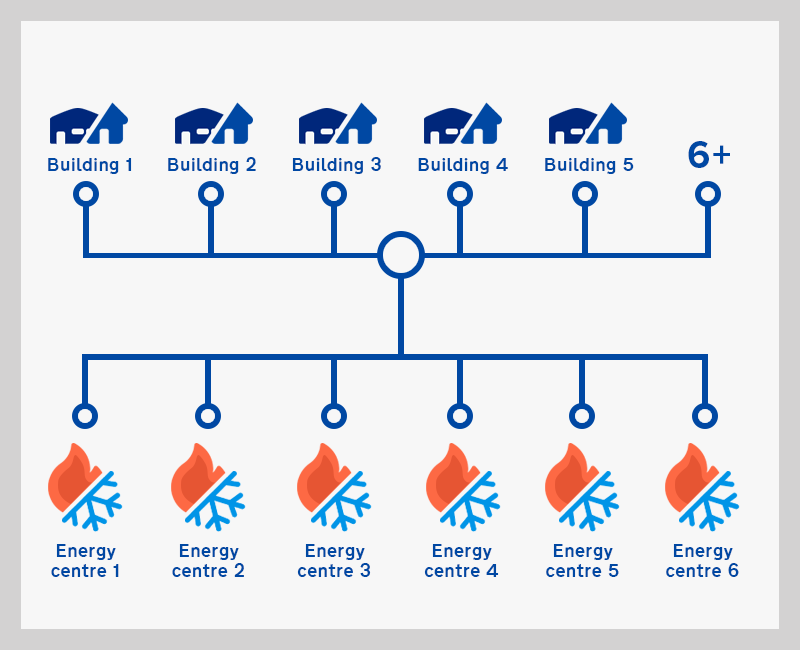 Building 1
Building 2
Building 3
Building 4
Building 5
6+
Energy
centre 1
Energy
centre 2
Energy
centre 3
Energy
centre 4
Energy
centre 5
Energy
centre 6